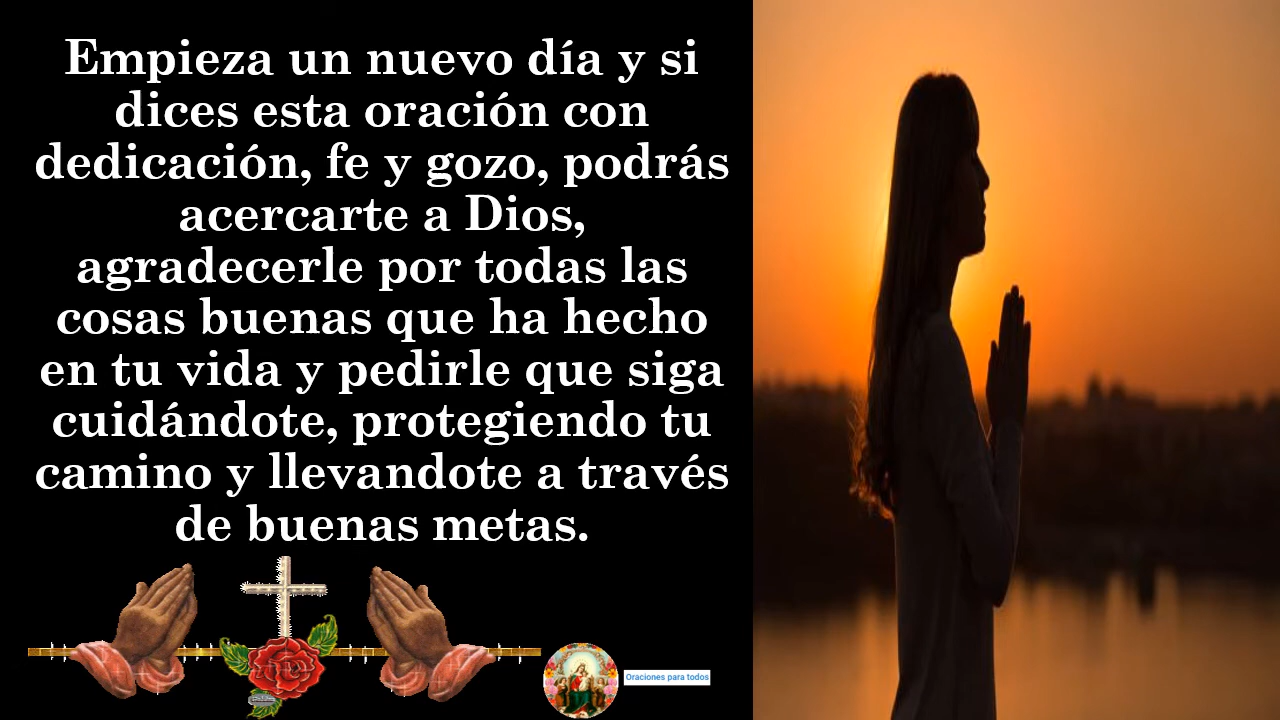 Empieza un nuevo día y si
dices esta oración con
dedicación, fe y gozo, podrás
acercarte a Dios,
agradecerle por todas las
cosas buenas que ha hecho
en tu vida y pedirle que siga
cuidándote, protegiendo tu
camino y llevandote a través
de buenas metas.
Oraciones para todos